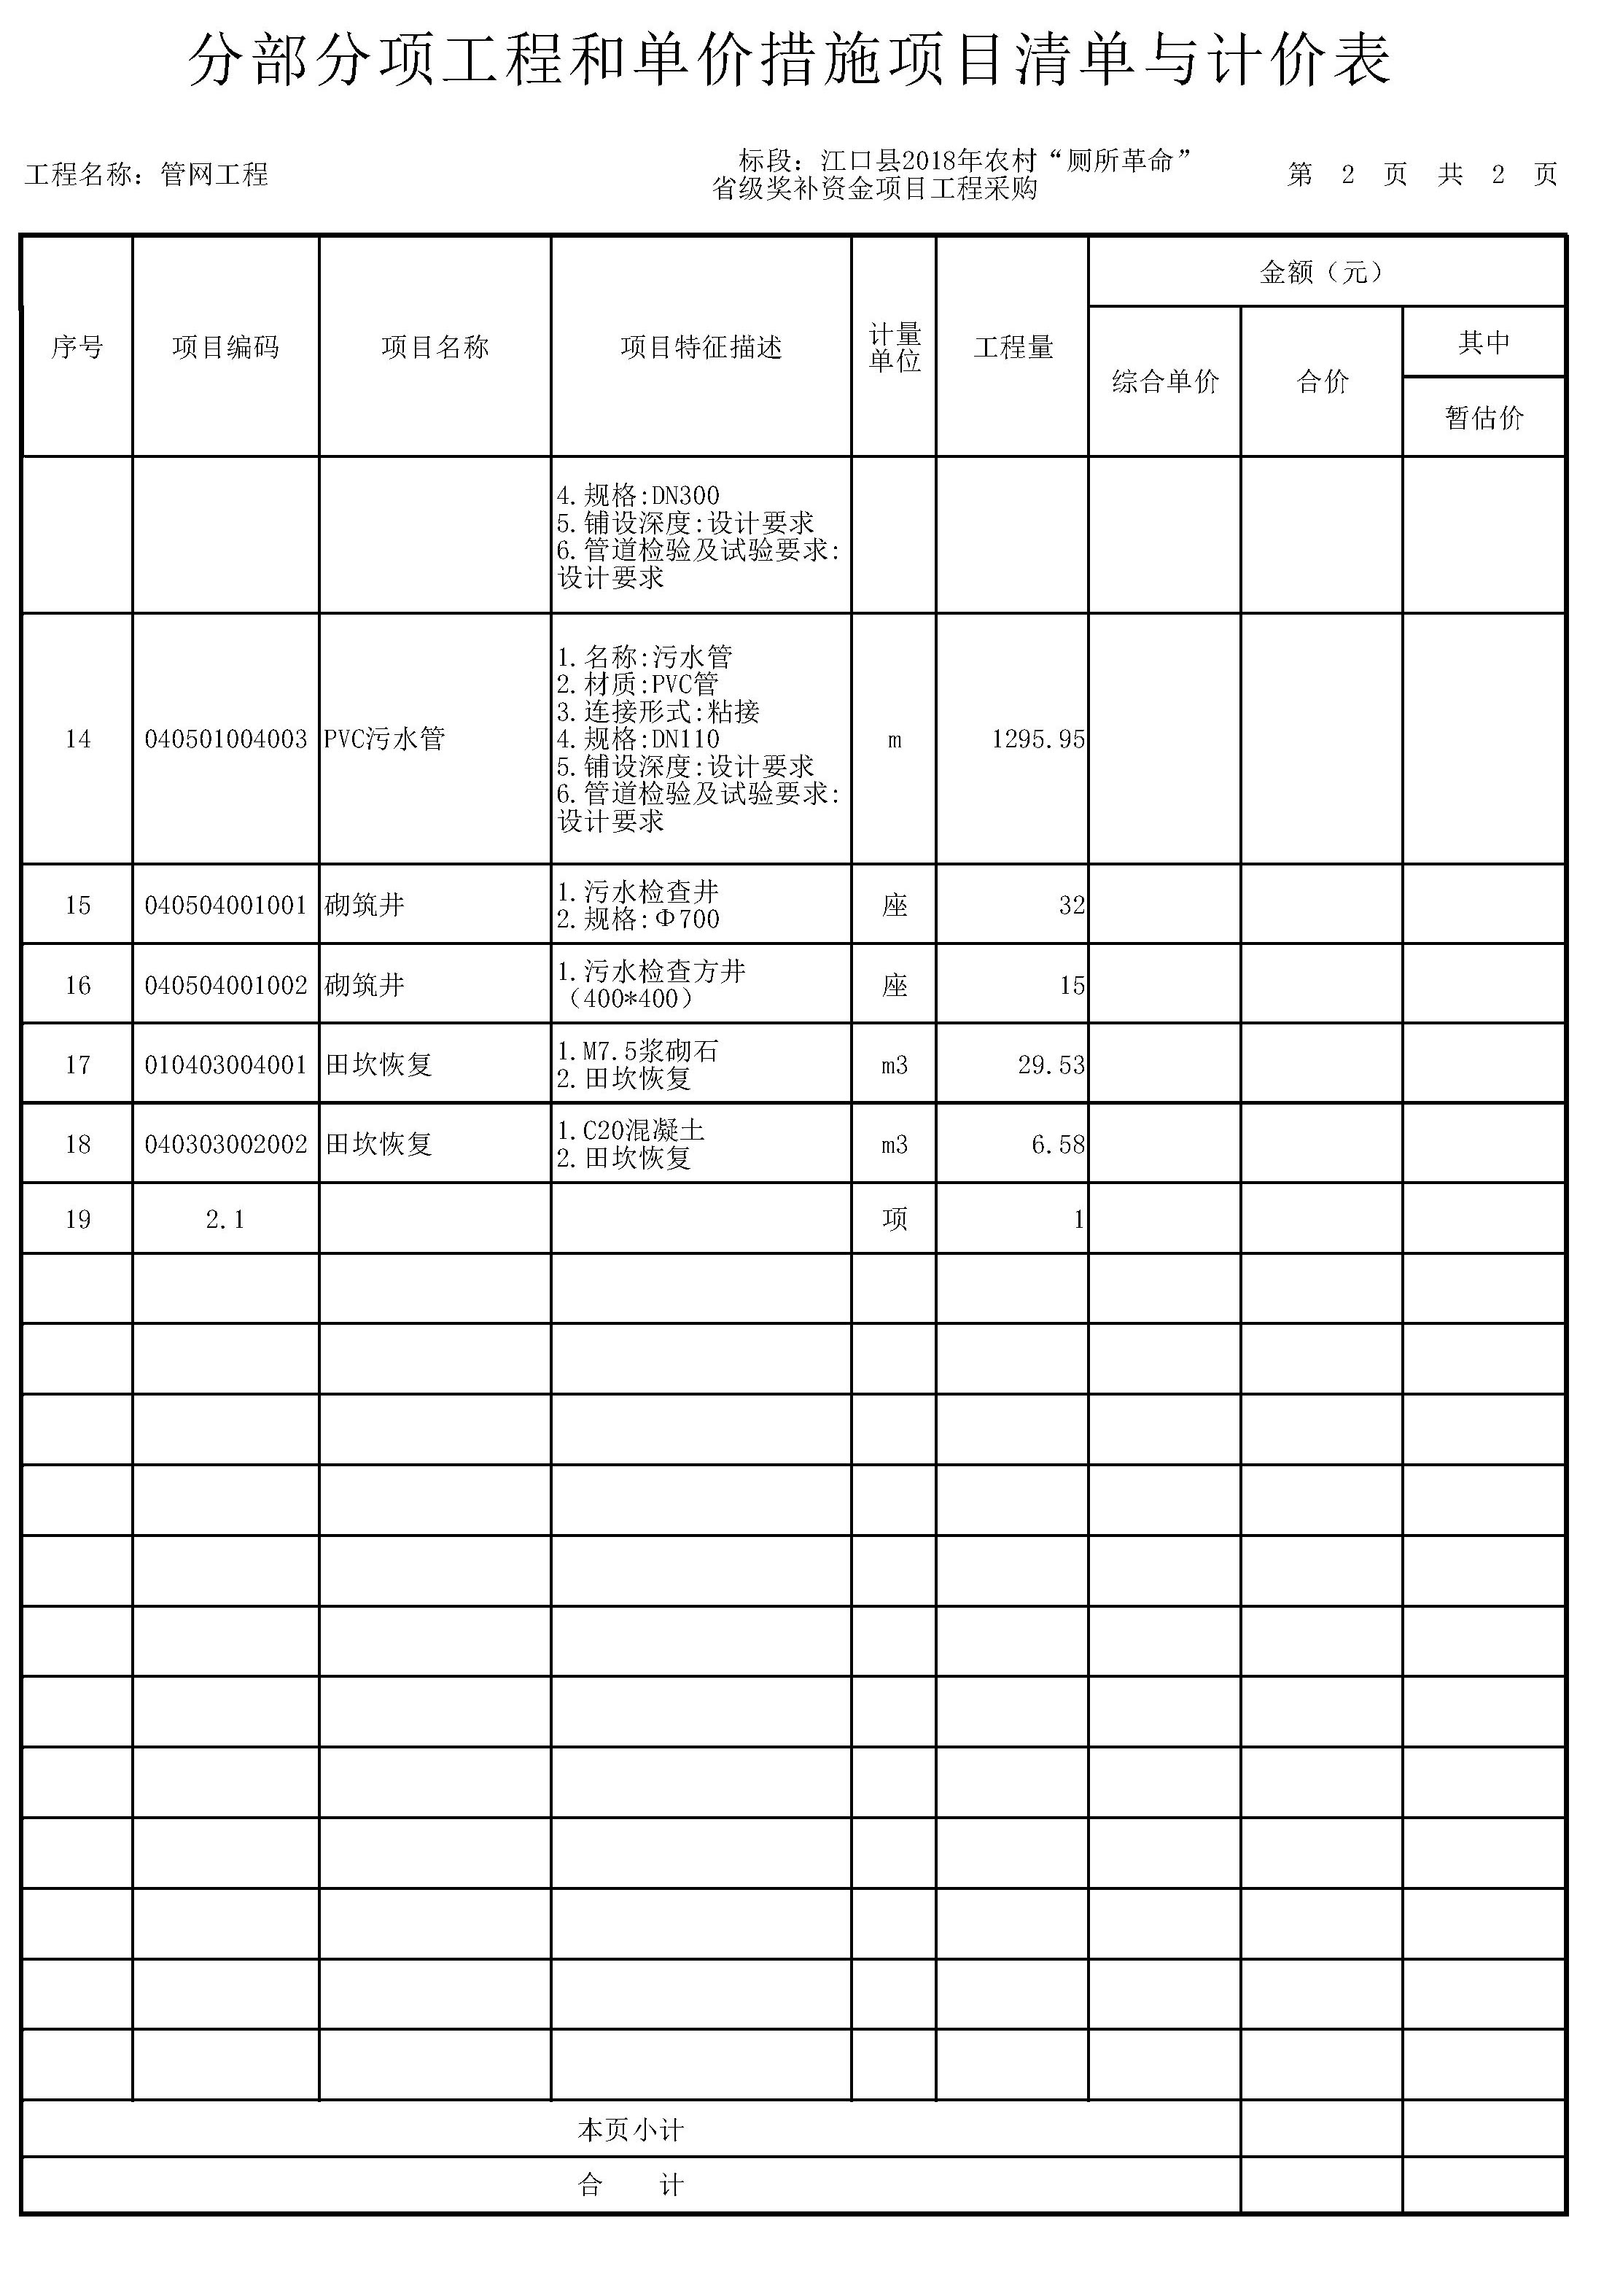 分部分项工程和单价措施项目清单与计价表
工程名称：管网工程
标段：江口县2018年农村“厕所革命”
省级奖补资金项目工程采购
第 2 页 共 2 页
序号 项目编码 项目名称 项目特征描述 计量单位 工程量 金额（元）
综合单价 合价 其中
暂估价
4.规格:DN300
5.铺设深度:设计要求
6.管道检验及试验要求:
设计要求
14 040501004003 PVC污水管
1.名称:污水管
2.材质:PVC管
3.连接形式:粘接
4.规格:DN110
5.铺设深度:设计要求
6.管道检验及试验要求:
设计要求
m 1295.95
15 040504001001 砌筑井
1.污水检查井
2.规格:Φ700
座 32
16 040504001002 砌筑井
1.污水检查方井
（400*400）
座 15
17 010403004001 田坎恢复
1.M7.5浆砌石
2.田坎恢复
m3 29.53
18 040303002002 田坎恢复
1.C20混凝土
2.田坎恢复
m3 6.58
19 2.1 项 1
本页小计
合 计